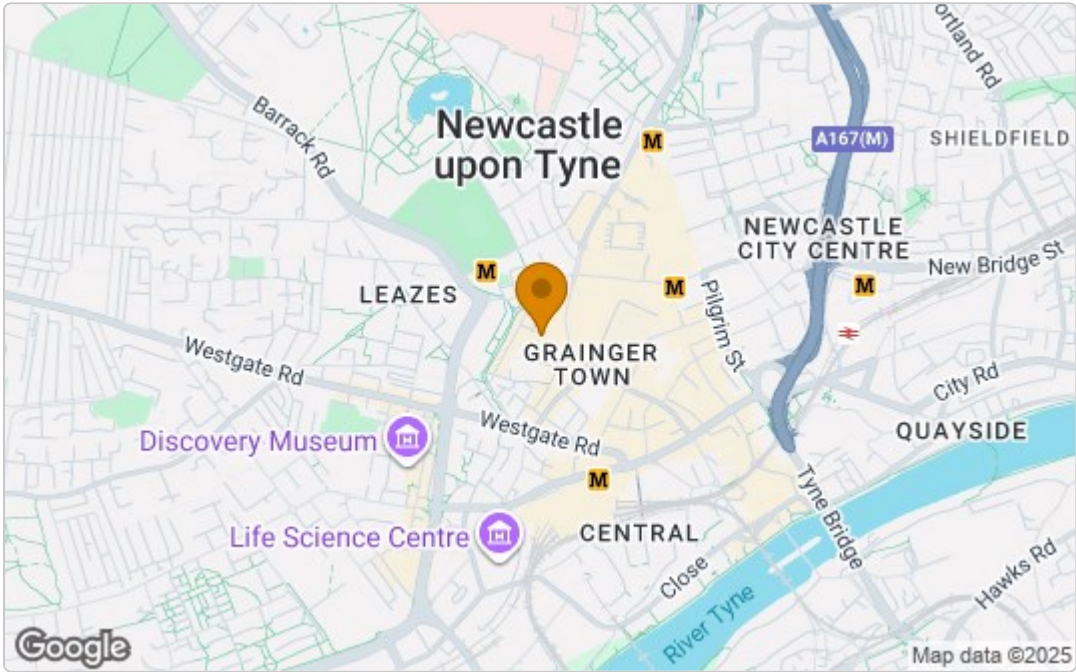 ortland Rd
Barrack Rd
Newcastle
upon Tyne
A167(M)
SHIELDFIELD
M
NEWCASTLE
CITY CENTRE
New Bridge St
M
LEAZES
M
M
Pilgrim St
Westgate Rd
GRAINGER
TOWN
City Rd
Westgate Rd
Discovery Museum
QUAYSIDE
M
Tyne Bridge
Life Science Centre
CENTRAL
Close
Hawks Rd
River Tyne
Google
Map data ©2025